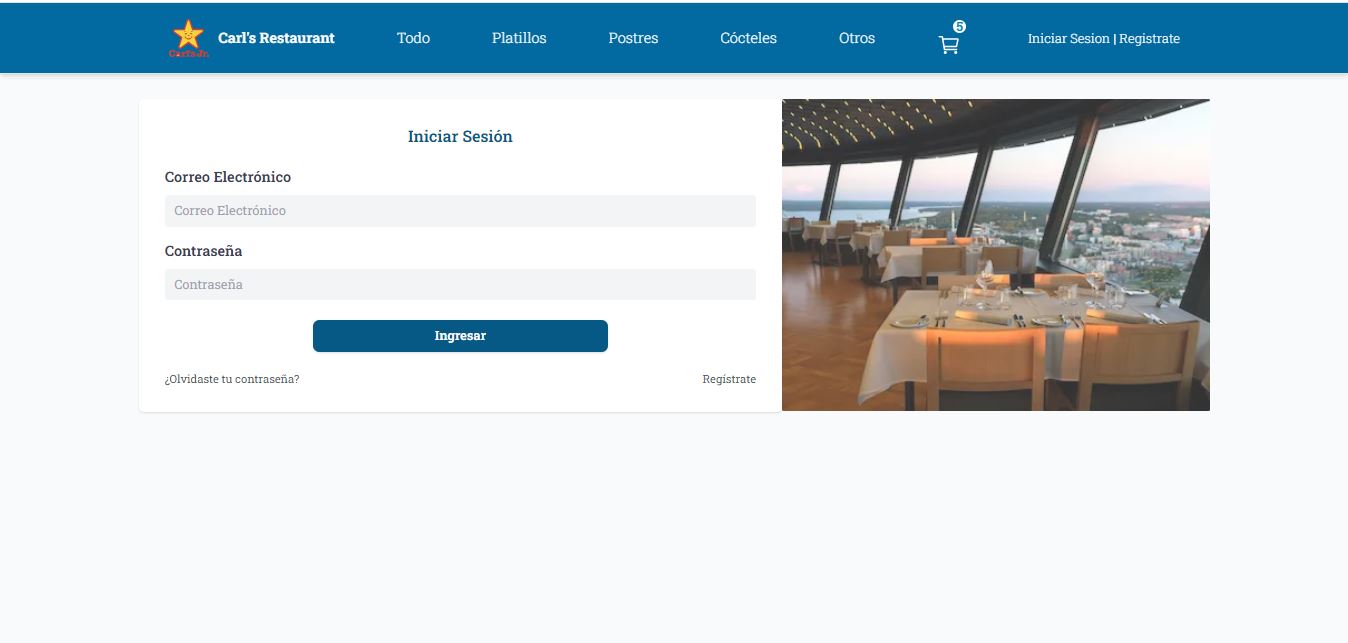 Carl's Jr.
Carl's Restaurant
Todo
Platillos
Postres
Cócteles
Otros
5
Iniciar Sesion | Registrate
Iniciar Sesión
Correo Electrónico
Correo Electrónico
Contraseña
Contraseña
Ingresar
¿Olvidaste tu contraseña?
Regístrate